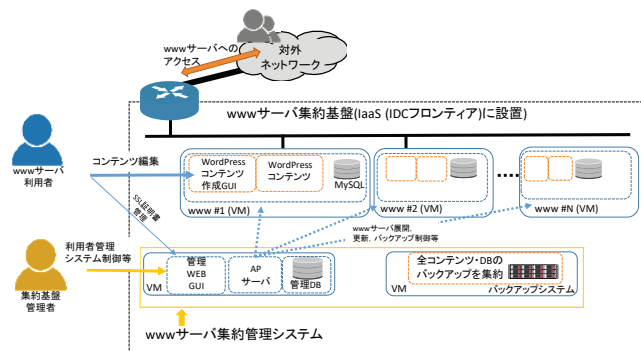 wwwサーバへの
アクセス
対外
ネットワーク
wwwサーバ集約基盤(IaaS (IDCフロンティア)に設置)
wwwサーバ
利用者
コンテンツ編集
WordPress
コンテンツ
作成GUI
WordPress
コンテンツ
MySQL
www #1 (VM)
www #2 (VM)
www #N (VM)
SSL証明書
管理
wwwサーバ展開,
更新, バックアップ制御等
利用者管理
システム制御等
集約基盤
管理者
管理
WEB
GUI
VM
AP
サーバ
管理DB
全コンテンツ・DBの
バックアップを集約
VM
バックアップシステム
wwwサーバ集約管理システム